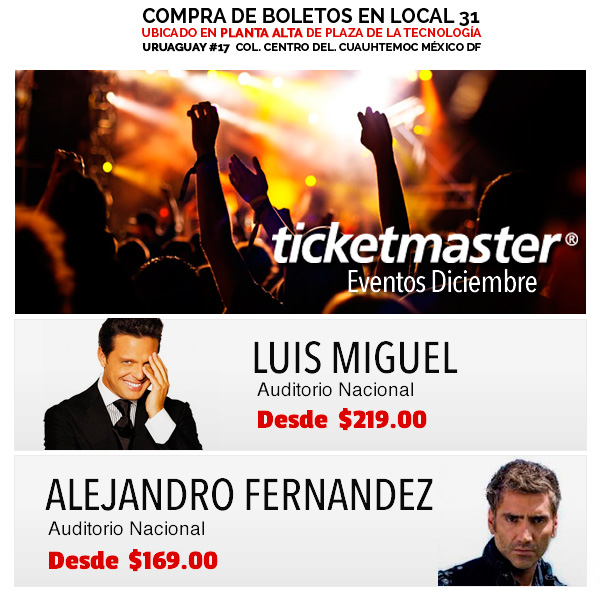 COMPRA DE BOLETOS EN LOCAL 31
UBICADO EN PLANTA ALTA DE PLAZA DE LA TECNOLOGÍA
URUAGUAY #17 COL. CENTRO DEL. CUAUHTEMOC MÉXICO DF
ticketmaster®
Eventos Diciembre
LUIS MIGUEL
Auditorio Nacional
Desde $219.00
ALEJANDRO FERNANDEZ
Auditorio Nacional
Desde $169.00